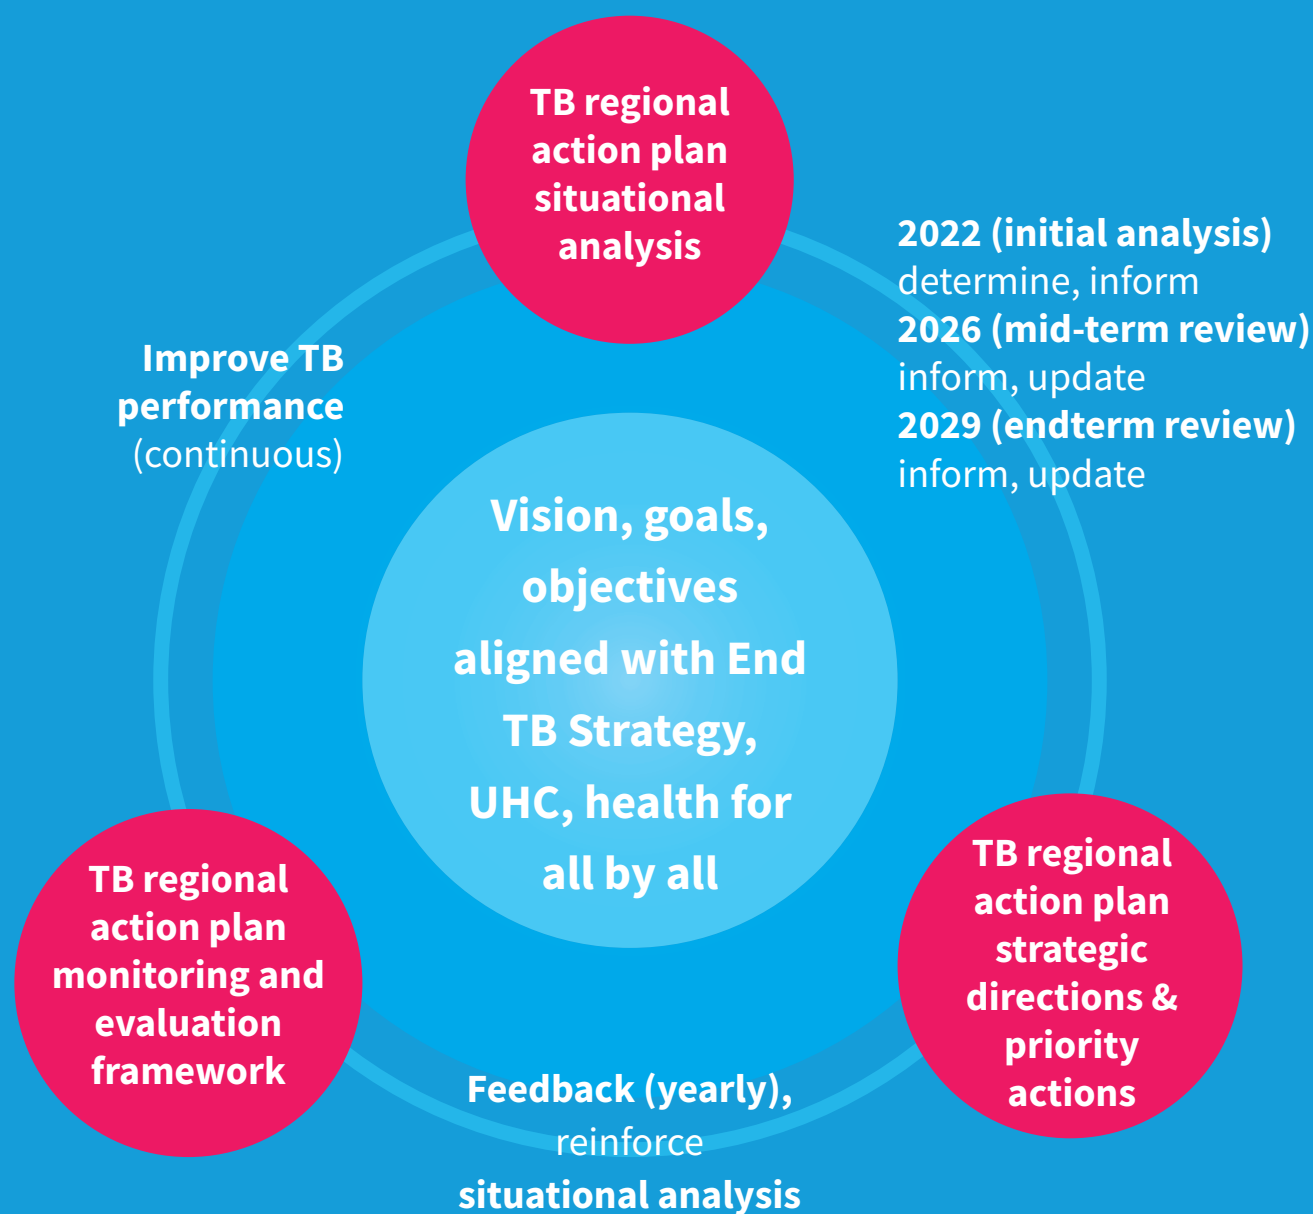 TB regional
action plan
situational
analysis
2022 (initial analysis)
determine, inform
2026 (mid-term review)
inform, update
2029 (endterm review)
inform, update
Improve TB
performance
(continuous)
Vision, goals,
objectives
aligned with End
TB Strategy,
UHC, health for
all by all
TB regional
action plan
monitoring and
evaluation
framework
TB regional
action plan
strategic
directions &
priority
actions
Feedback (yearly),
reinforce
situational analysis